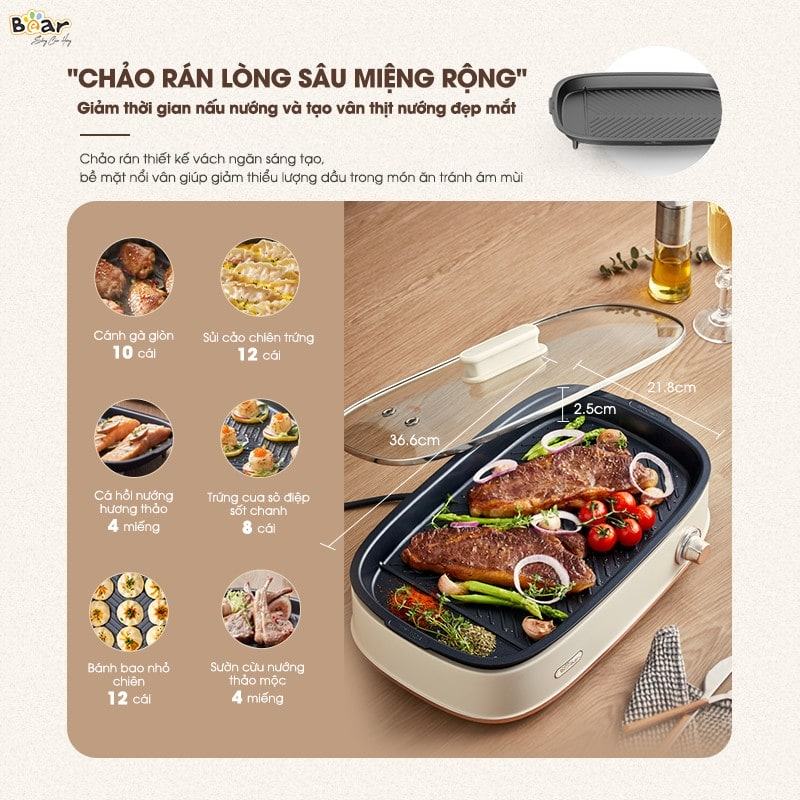 Bear
Sống Cao Hứng
"CHẢO RÁN LÒNG SÂU MIỆNG RỘNG"
Giảm thời gian nấu nướng và tạo vân thịt nướng đẹp mắt
Chảo rán thiết kế vách ngăn sáng tạo,
bề mặt nổi vân giúp giảm thiểu lượng dầu trong món ăn tránh ám mùi
Cánh gà giòn
10 cái
Sủi cảo chiên trứng
12 cái
Cá hồi nướng
hương thảo
4 miếng
Trứng cua sò điệp
sốt chanh
8 cái
Bánh bao nhỏ
chiên
12 cái
Sườn cừu nướng
thảo mộc
4 miếng
21.8cm
2.5cm
36.6cm
Bear